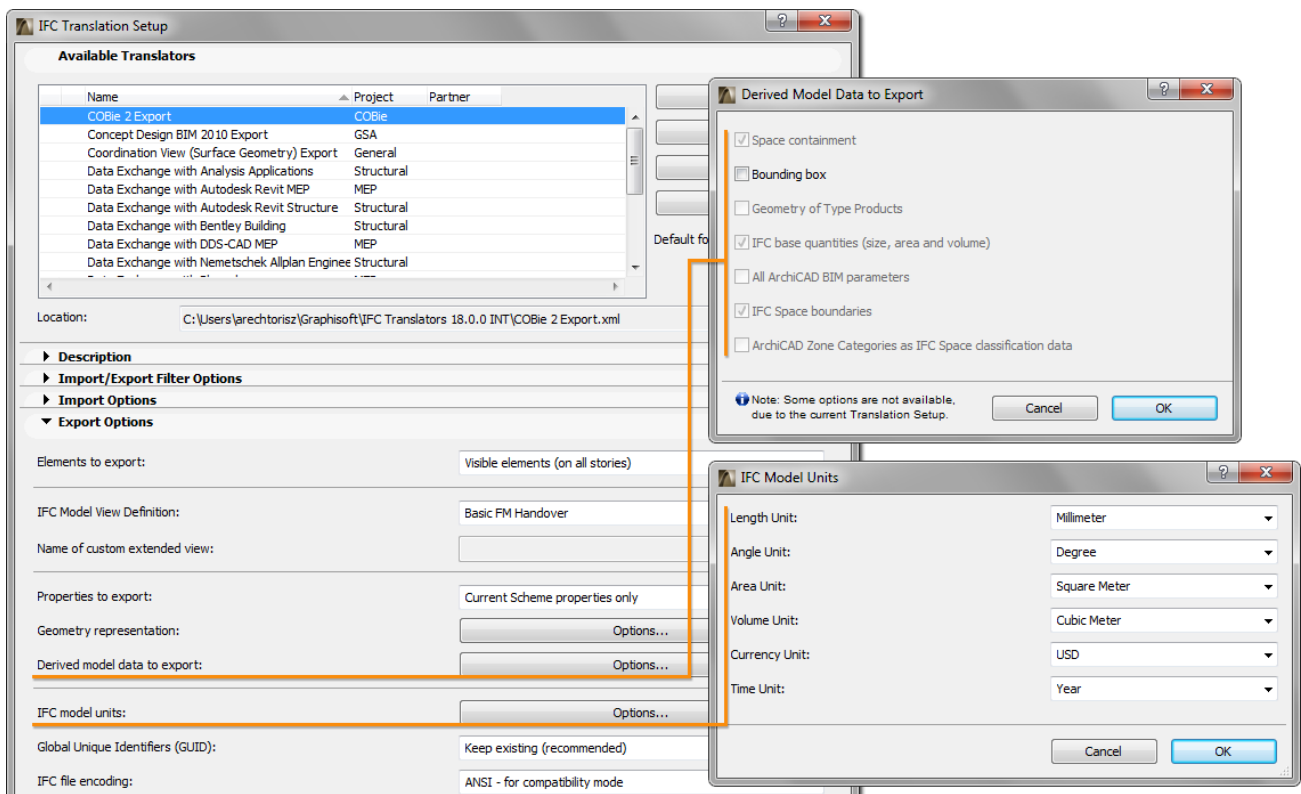 IFC Translation Setup
Available Translators
Name Project Partner
COBie 2 Export COBie
Concept Design BIM 2010 Export GSA
Coordination View (Surface Geometry) Export General
Data Exchange with Analysis Applications Structural
Data Exchange with Autodesk Revit MEP MEP
Data Exchange with Autodesk Revit Structure Structural
Data Exchange with Bentley Building Structural
Data Exchange with DDS-CAD MEP MEP
Data Exchange with Nemetschek Allplan Enginee Structural
Default fo
Location: C:\Users\arechtorisz\Graphisoft\IFC Translators 18.0.0 INT\COBie 2 Export.xml
Description
Import/Export Filter Options
Import Options
Export Options
Elements to export: Visible elements (on all stories)
IFC Model View Definition: Basic FM Handover
Name of custom extended view:
Properties to export: Current Scheme properties only
Geometry representation: Options...
Derived model data to export: Options...
IFC model units: Options...
Global Unique Identifiers (GUID): Keep existing (recommended)
IFC file encoding: ANSI - for compatibility mode
Derived Model Data to Export
Space containment
Bounding box
Geometry of Type Products
IFC base quantities (size, area and volume)
All ArchiCAD BIM parameters
IFC Space boundaries
ArchiCAD Zone Categories as IFC Space classification data
Note: Some options are not available,
due to the current Translation Setup.
Cancel OK
IFC Model Units
Length Unit: Millimeter
Angle Unit: Degree
Area Unit: Square Meter
Volume Unit: Cubic Meter
Currency Unit: USD
Time Unit: Year
Cancel OK